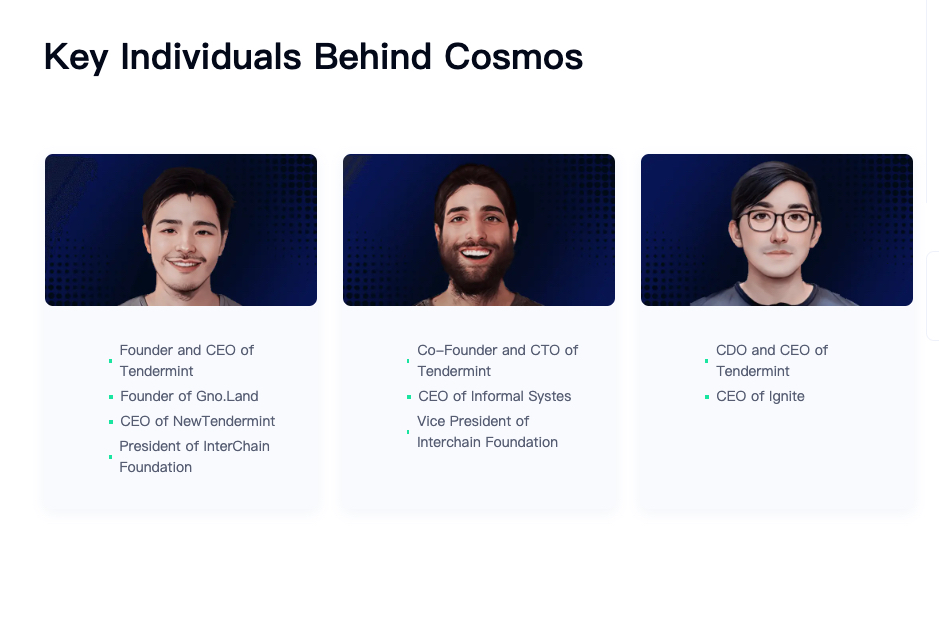 Key Individuals Behind Cosmos
Founder and CEO of
Tendermint
Founder of Gno.Land
CEO of NewTendermint
President of InterChain
Foundation
Co-Founder and CTO of
Tendermint
CEO of Informal Systes
Vice President of
Interchain Foundation
CDO and CEO of
Tendermint
CEO of Ignite